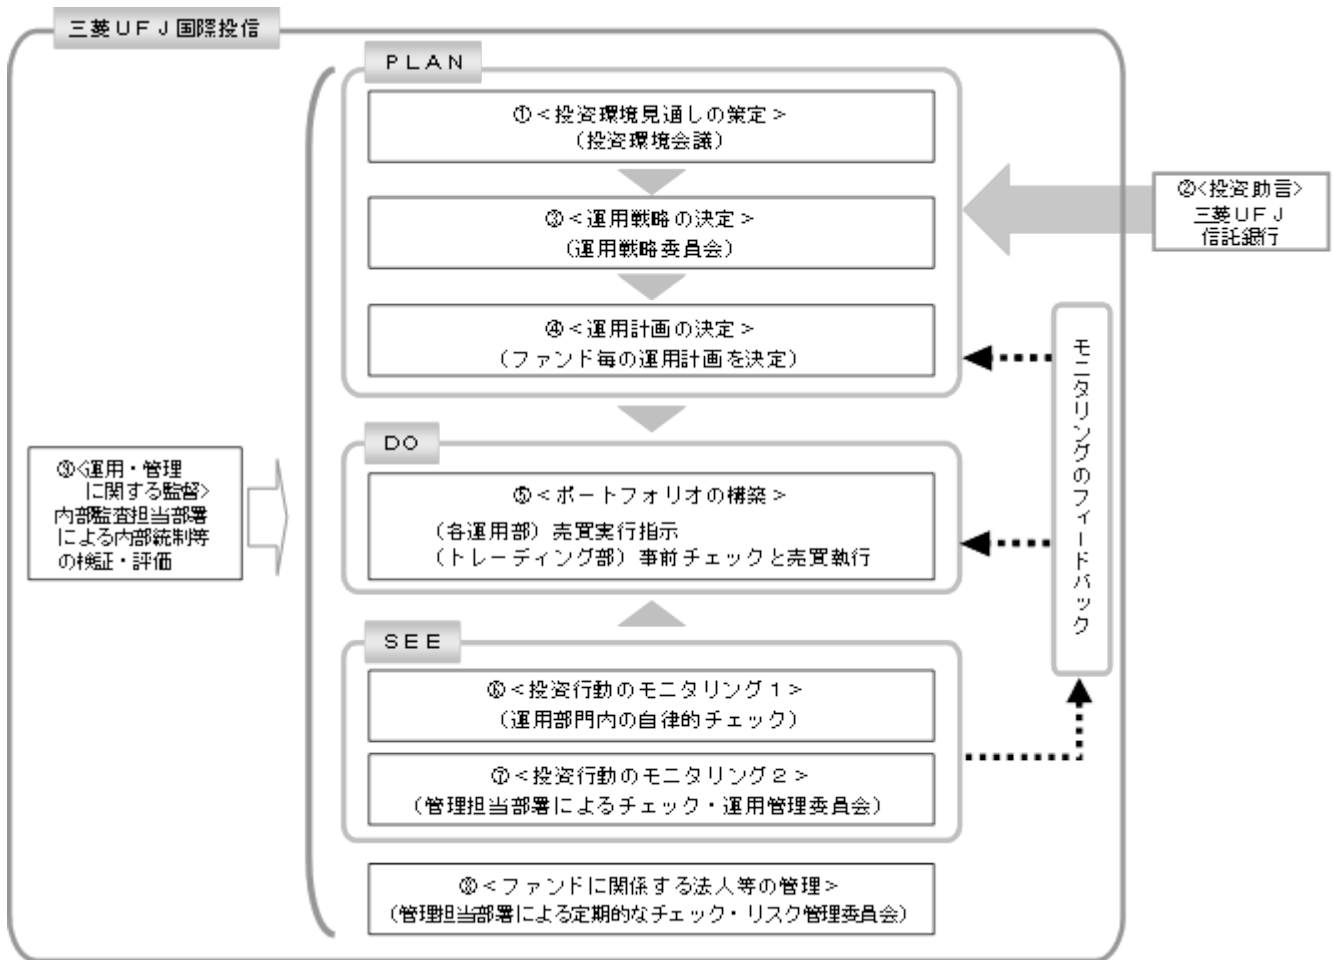 三菱UFJ国際投信
PLAN
①<投資環境見通しの策定>
(投資環境会議)
②<投資助言>
三菱UFJ
信託銀行
③<運用戦略の決定>
(運用戦略委員会)
④<運用計画の決定>
(ファンド毎の運用計画を決定)
モニタリングのフィードバック
DO
⑤<ポートフォリオの構築>
(各運用部)売買実行指示
(トレーディング部)事前チェックと売買執行
⑨<運用・管理
に関する監督>
内部監査担当部署
による内部統制等
の検証・評価
SEE
⑥<投資行動のモニタリング1>
(運用部門内の自律的チェック)
⑦<投資行動のモニタリング2>
(管理担当部署によるチェック・運用管理委員会)
⑧<ファンドに関係する法人等の管理>
(管理担当部署による定期的なチェック・リスク管理委員会)